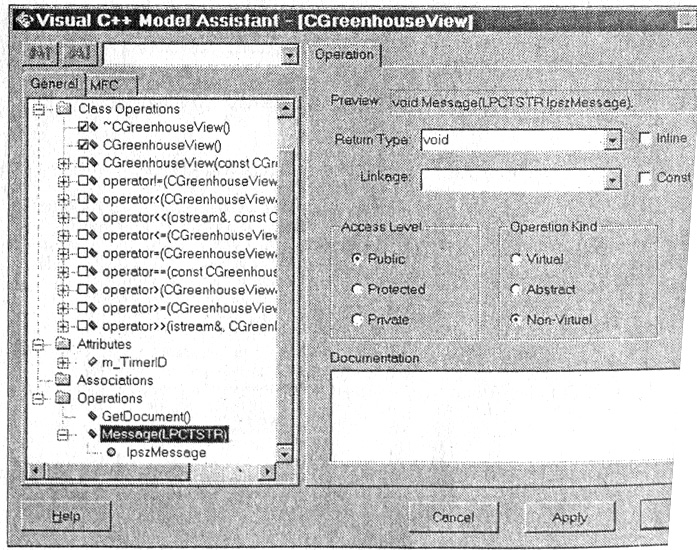 Visual C++ Model Assistant - [CGreenhouseView]
General
MFC
Class Operations
~CGreenhouseView()
CGreenhouseView()
CGreenhouseView(const CGr
operator!=(CGreenhouseView
operator<(CGreenhouseView
operator<<(ostream&, const C
operator<=(CGreenhouseView
operator=(CGreenhouseView
operator==(const CGreenhous
operator>(CGreenhouseView
operator>=(CGreenhouseView
operator>>(istream&, CGreenl
Attributes
m_TimerID
Associations
Operations
GetDocument()
Message(LPCTSTR)
lpszMessage
Operation
Preview: void Message(LPCTSTR lpszMessage).
Return Type: void
Inline
Linkage:
Const
Access Level
Public
Protected
Private
Operation Kind
Virtual
Abstract
Non-Virtual
Documentation
Help
Cancel
Apply